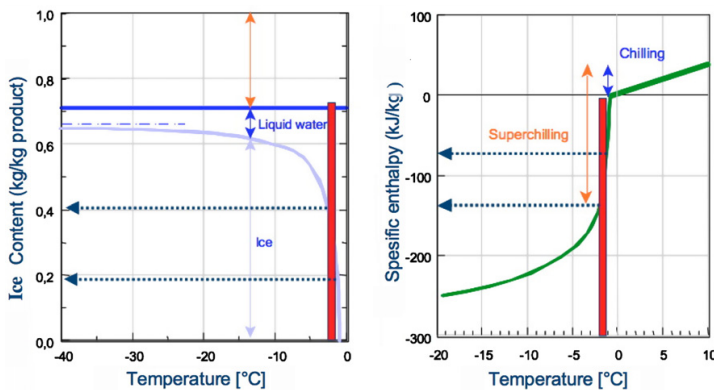 Ice Content (kg/kg product)
1,0
0,8
0,6
0,4
0,2
0,0
Liquid water
Ice
-40
-30
-20
-10
0
Temperature [°C]
Spesific enthalpy (kJ/kg)
100
0
-100
-200
-300
Chilling
Superchilling
-20
-15
-10
-5
0
5
10
Temperature [°C]